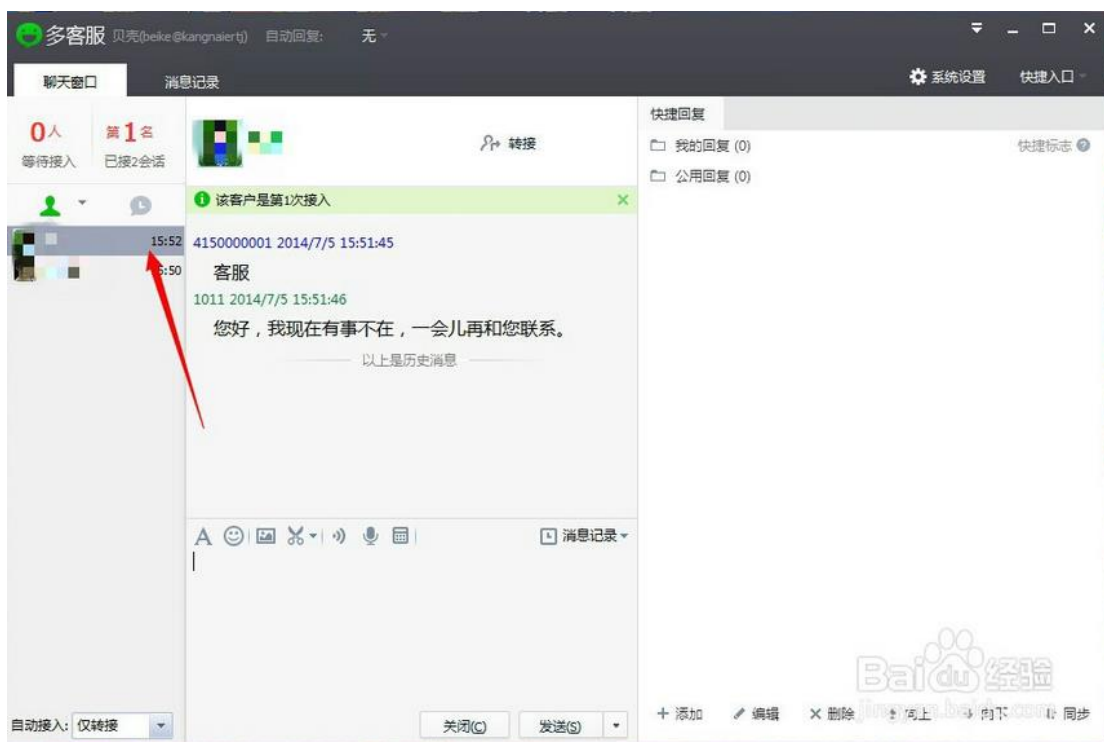 多客服 贝壳(beike@kangnaiertj) 自动回复: 无
聊天窗口 消息记录 系统设置 快捷入口
0人 第1名
等待接入 已接2会话
转接
快捷回复
我的回复 (0) 快捷标志
公用回复 (0)
该客户是第1次接入
15:52
4150000001 2014/7/5 15:51:45
客服
1011 2014/7/5 15:51:46
您好，我现在有事不在，一会儿再和您联系。
以上是历史消息
消息记录
自动接入: 仅转接
关闭(C) 发送(S)
添加 编辑 删除 向上 向下 同步
Baidu 经验